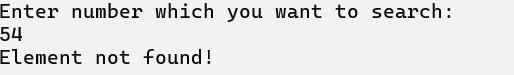 Enter number which you want to search:
54
Element not found!